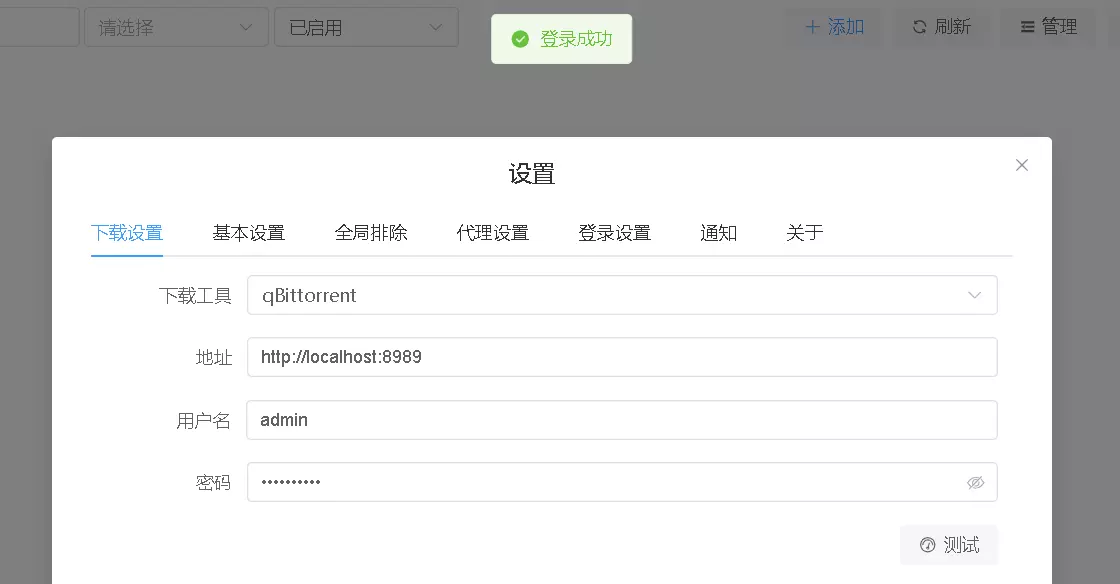 请选择 已启用 登录成功 添加 刷新 管理
设置
下载设置 基本设置 全局排除 代理设置 登录设置 通知 关于
下载工具 qBittorrent
地址 http://localhost:8989
用户名 admin
密码 ••••••••••
测试